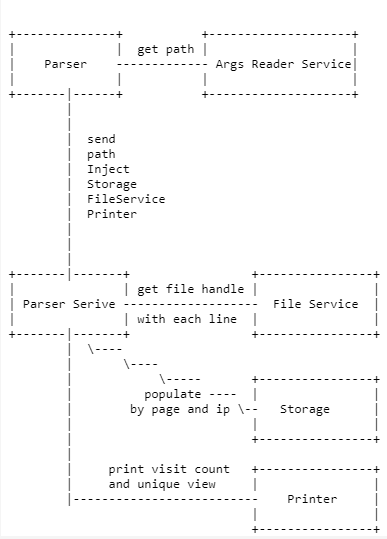 get path
Parser
Args Reader Service
send
path
Inject
Storage
FileService
Printer
get file handle
Parser Serive
File Service
with each line
populate
by page and ip
Storage
print visit count
and unique view
Printer